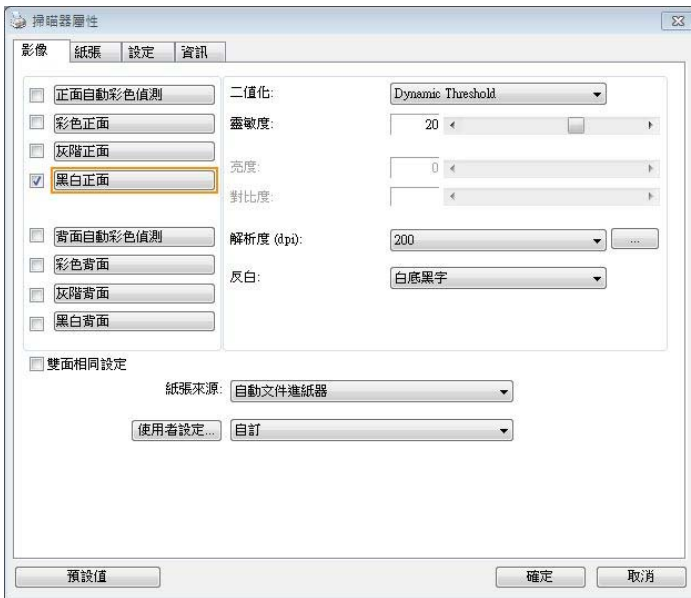 掃瞄器屬性
影像 紙張 設定 資訊
正面自動彩色偵測
彩色正面
灰階正面
黑白正面
背面自動彩色偵測
彩色背面
灰階背面
黑白背面
二值化: Dynamic Threshold
靈敏度: 20
亮度: 0
對比度:
解析度 (dpi): 200 ...
反白: 白底黑字
雙面相同設定
紙張來源: 自動文件進紙器
使用者設定... 自訂
預設值 確定 取消